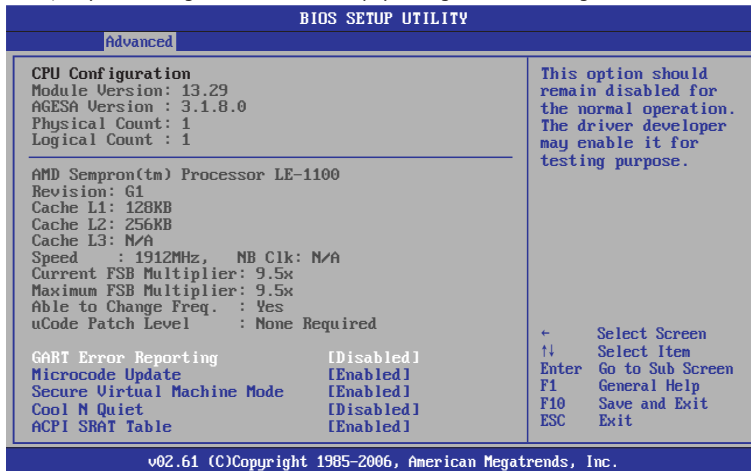 BIOS SETUP UTILITY
Advanced
CPU Configuration
Module Version: 13.29
AGESA Version : 3.1.8.0
Physical Count: 1
Logical Count : 1
AMD Sempron(tm) Processor LE-1100
Revision: G1
Cache L1: 128KB
Cache L2: 256KB
Cache L3: N/A
Speed : 1912MHz, NB Clk: N/A
Current FSB Multiplier: 9.5x
Maximum FSB Multiplier: 9.5x
Able to Change Freq. : Yes
uCode Patch Level : None Required
GART Error Reporting [Disabled]
Microcode Update [Enabled]
Secure Virtual Machine Mode [Enabled]
Cool N Quiet [Disabled]
ACPI SRAT Table [Enabled]
This option should
remain disabled for
the normal operation.
The driver developer
may enable it for
testing purpose.
← Select Screen
↑↓ Select Item
Enter Go to Sub Screen
F1 General Help
F10 Save and Exit
ESC Exit
v02.61 (C)Copyright 1985-2006, American Megatrends, Inc.